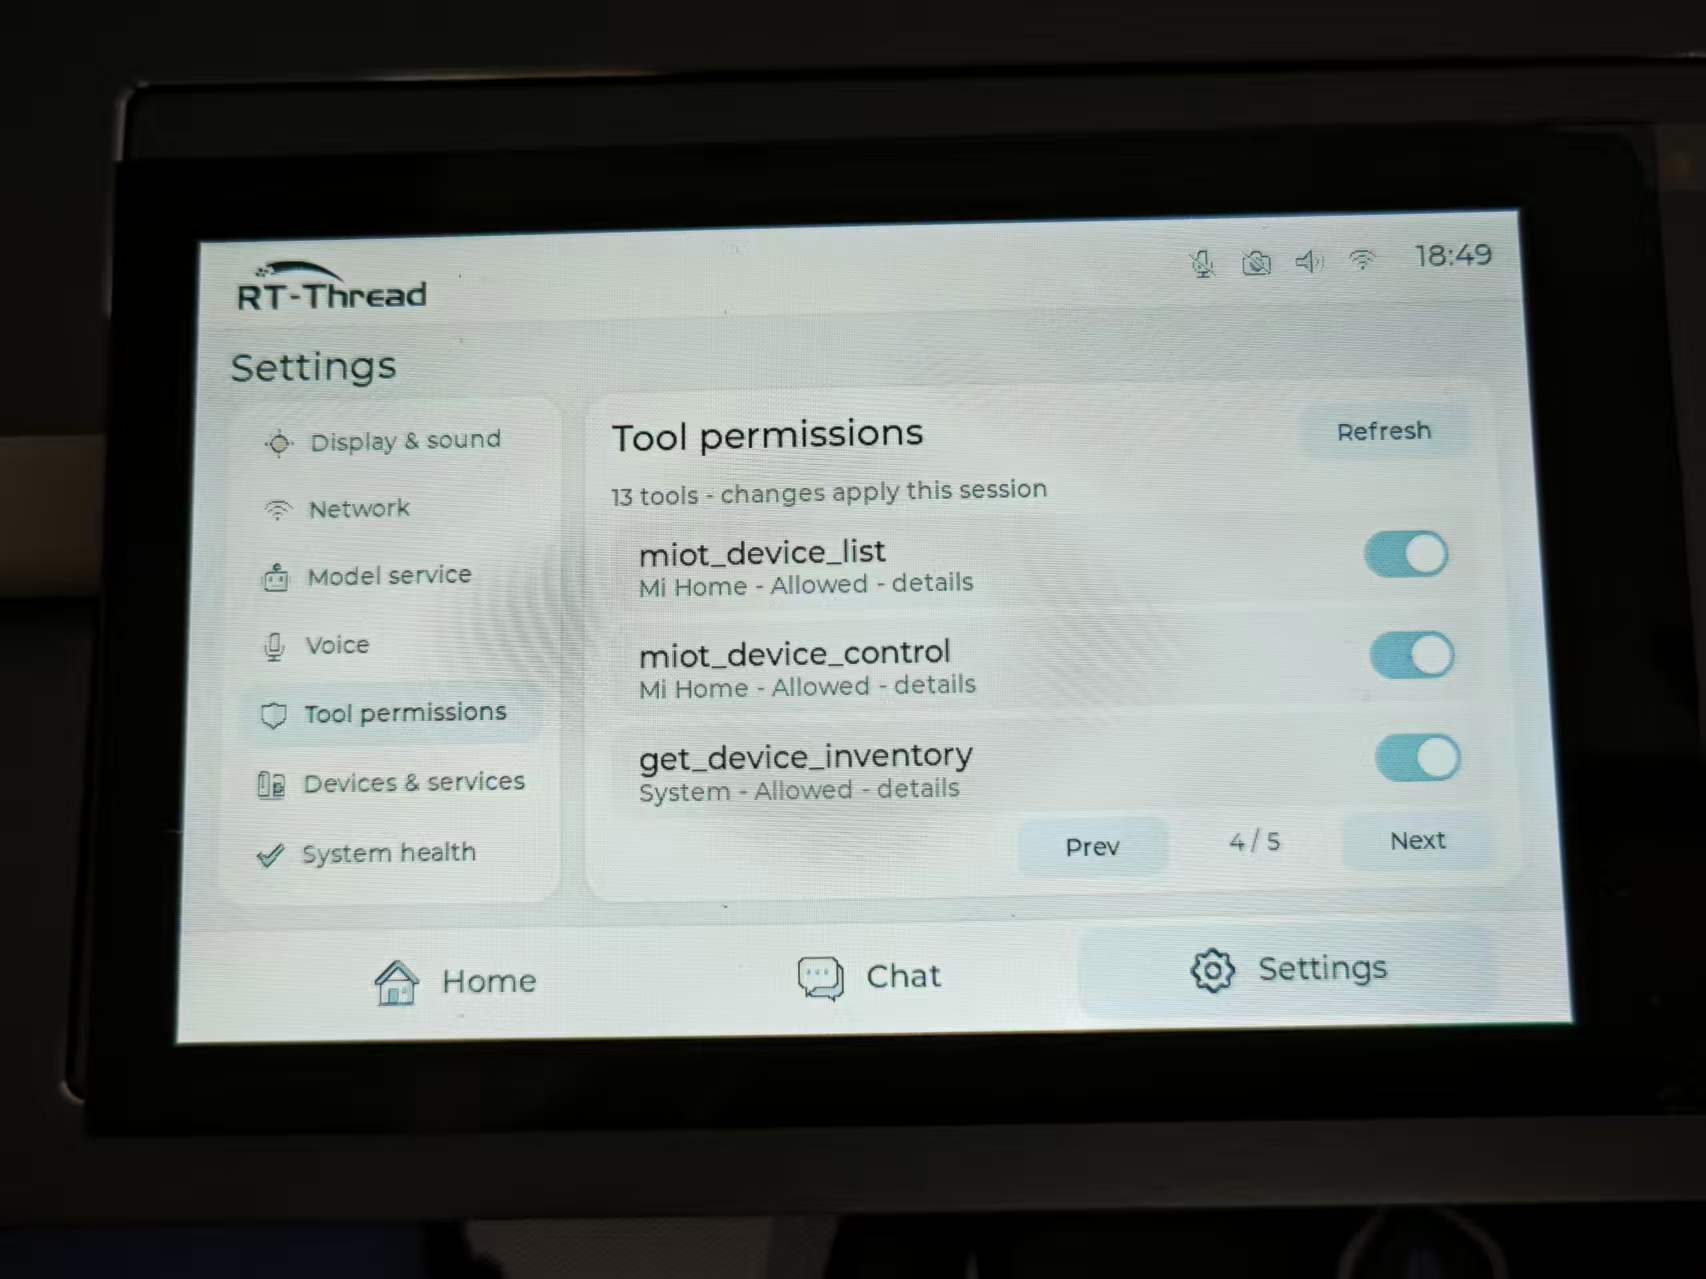 RT-Thread
18:49
Settings
Display & sound
Network
Model service
Voice
Tool permissions
Devices & services
System health
Tool permissions
Refresh
13 tools - changes apply this session
miot_device_list
Mi Home - Allowed - details
miot_device_control
Mi Home - Allowed - details
get_device_inventory
System - Allowed - details
Prev
4 / 5
Next
Home
Chat
Settings